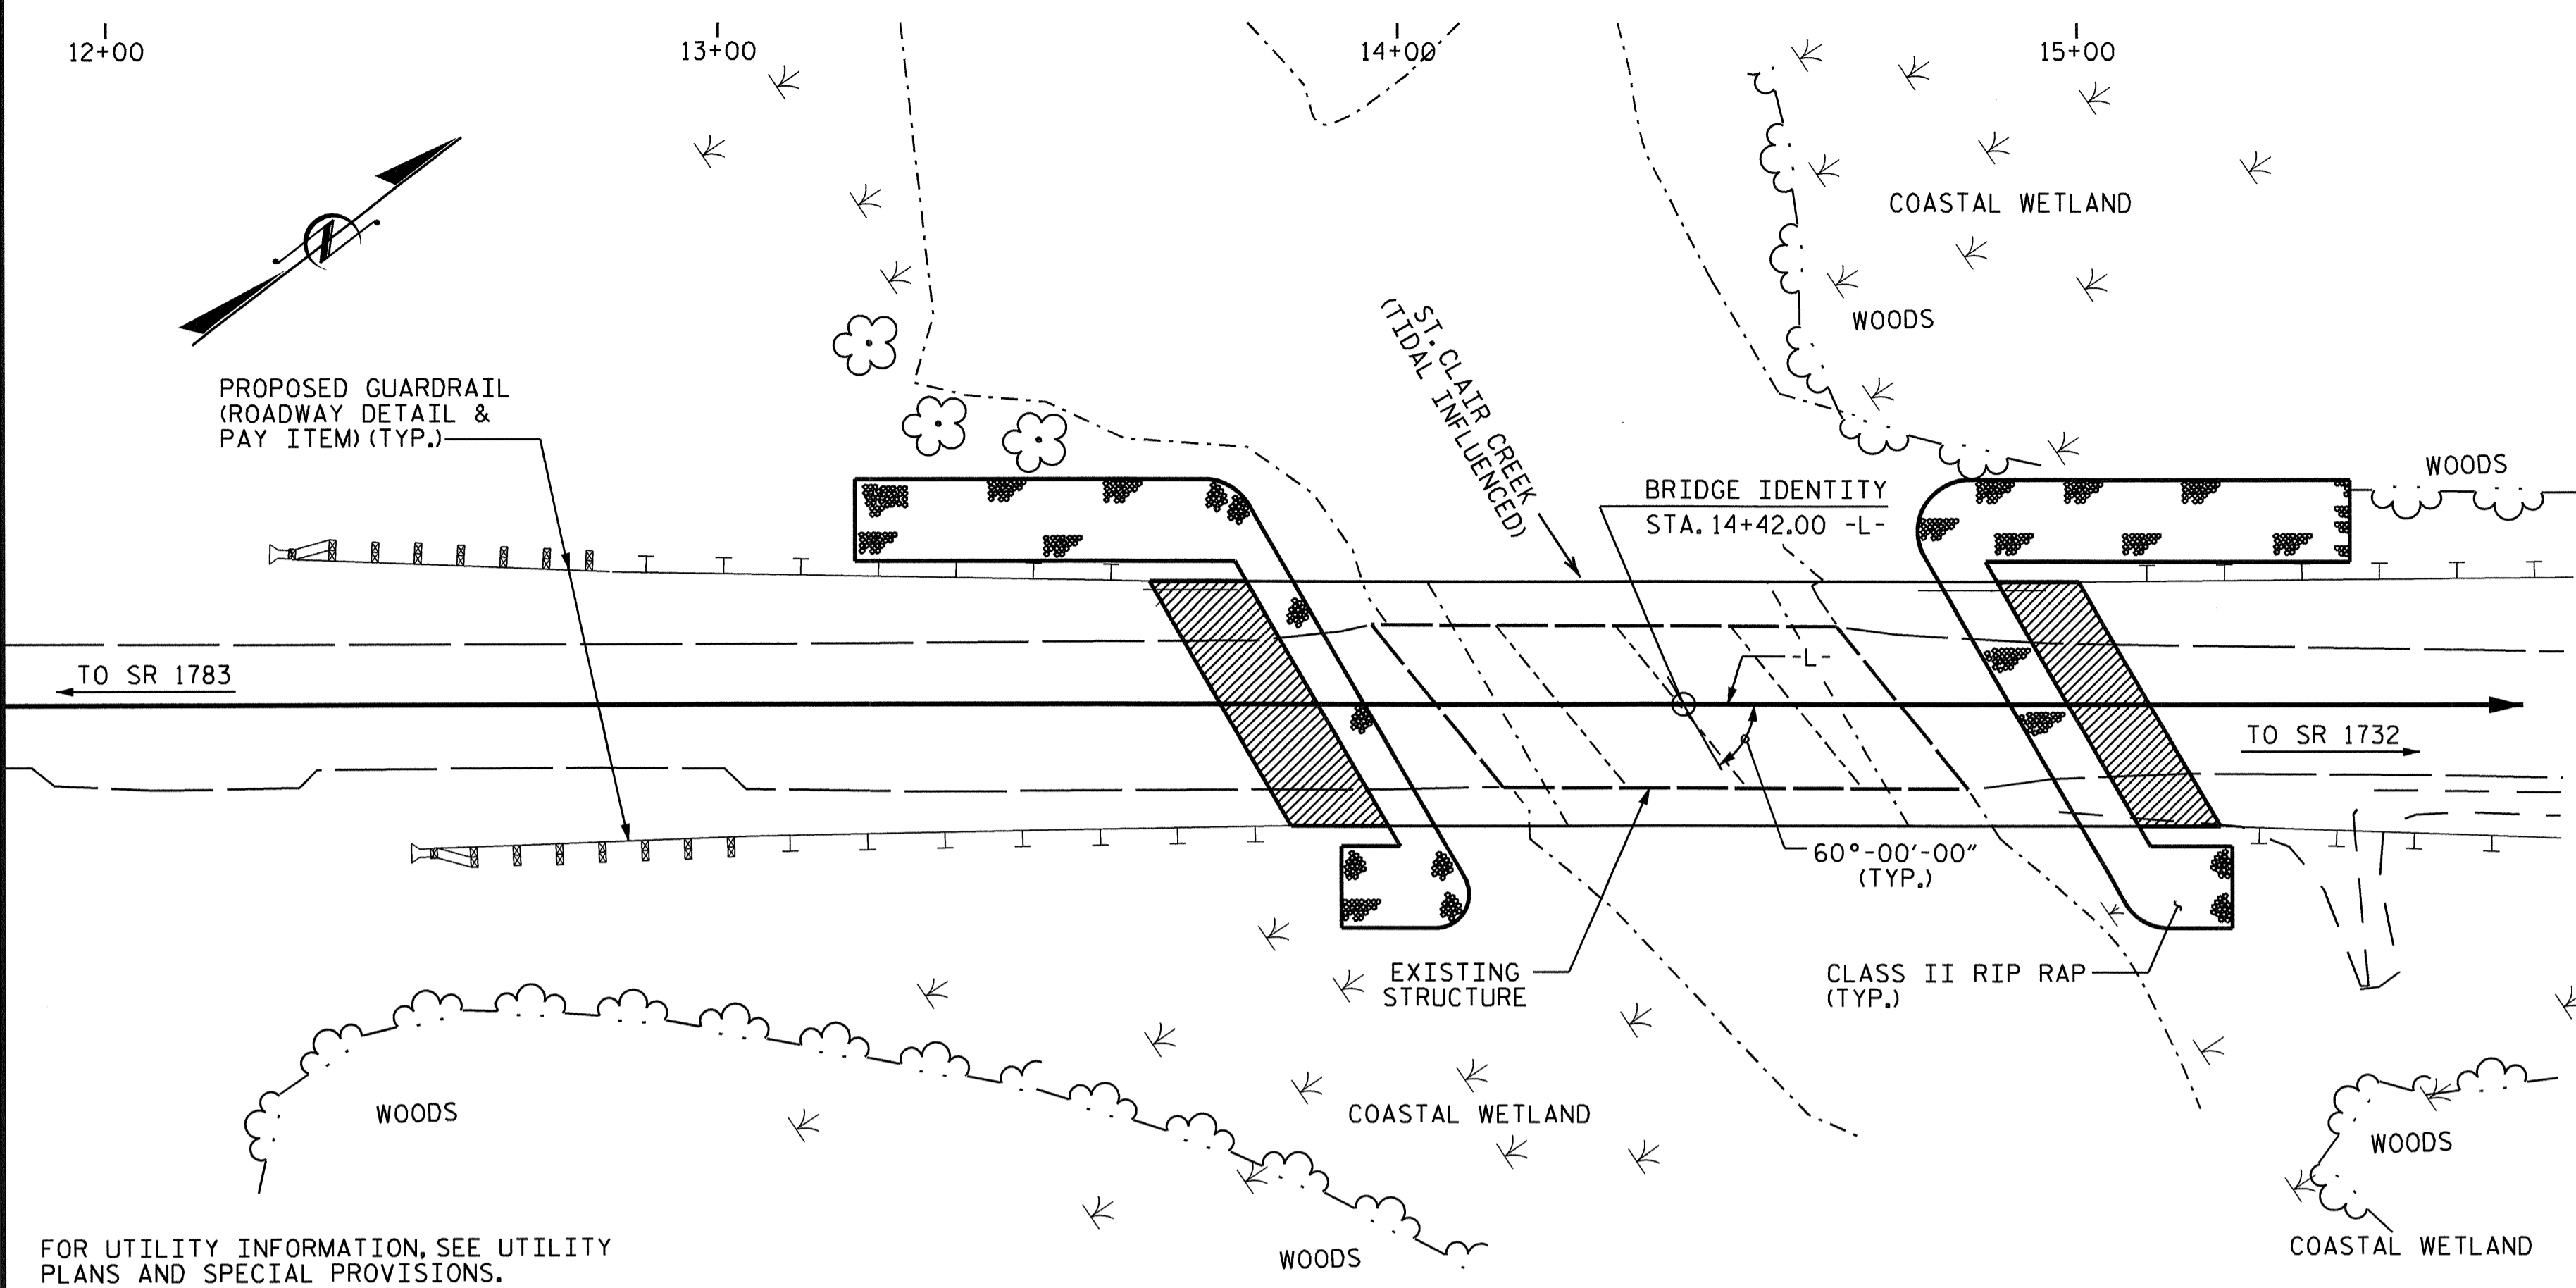 12+00
13+00
14+00
15+00
COASTAL WETLAND
WOODS
N
PROPOSED GUARDRAIL
(ROADWAY DETAIL &
PAY ITEM) (TYP.)
ST. CLAIR CREEK
(TIDAL INFLUENCED)
BRIDGE IDENTITY
STA. 14+42.00 -L-
WOODS
TO SR 1783
-L-
TO SR 1732
60°-00'-00"
(TYP.)
EXISTING
STRUCTURE
CLASS II RIP RAP
(TYP.)
WOODS
COASTAL WETLAND
WOODS
WOODS
COASTAL WETLAND
FOR UTILITY INFORMATION, SEE UTILITY
PLANS AND SPECIAL PROVISIONS.